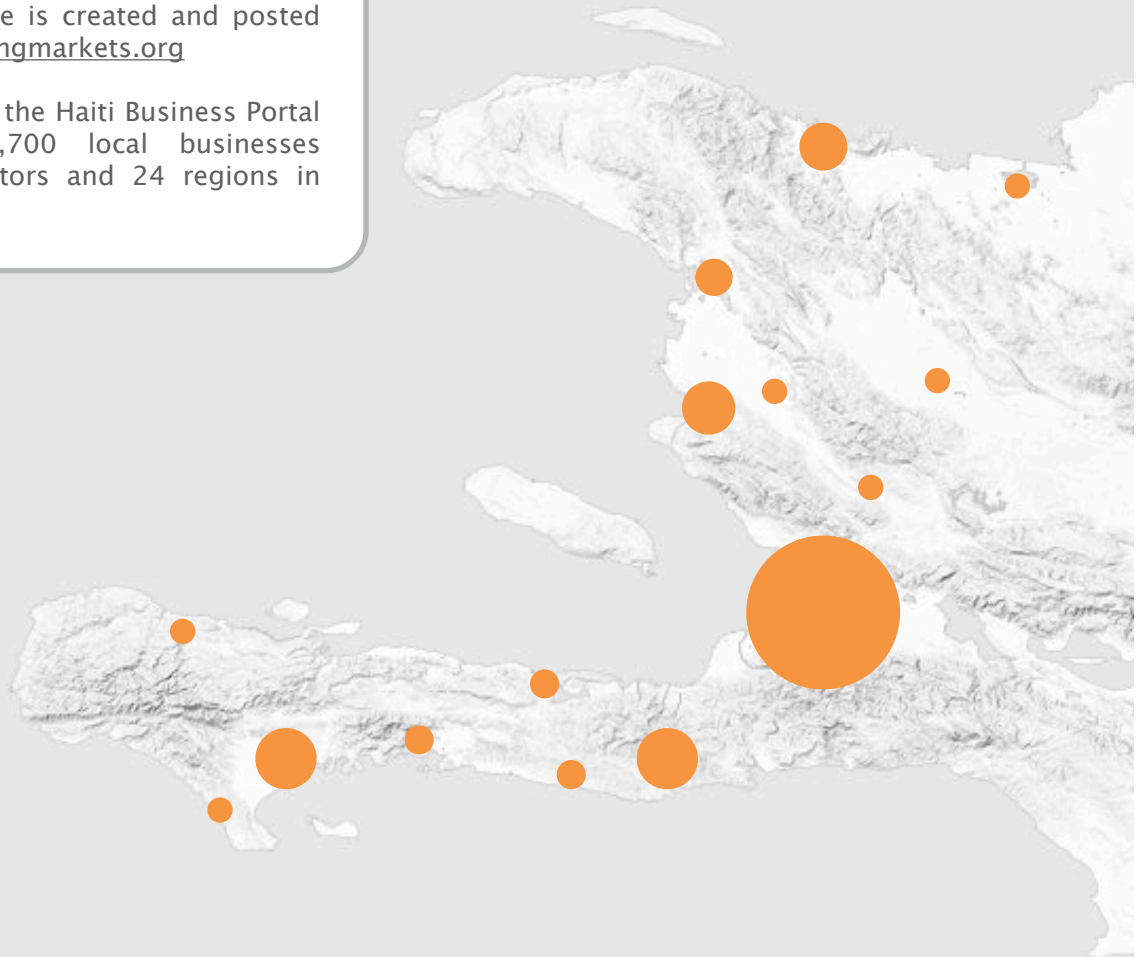 e is created and posted
ngmarkets.org
the Haiti Business Portal
,700 local businesses
tors and 24 regions in